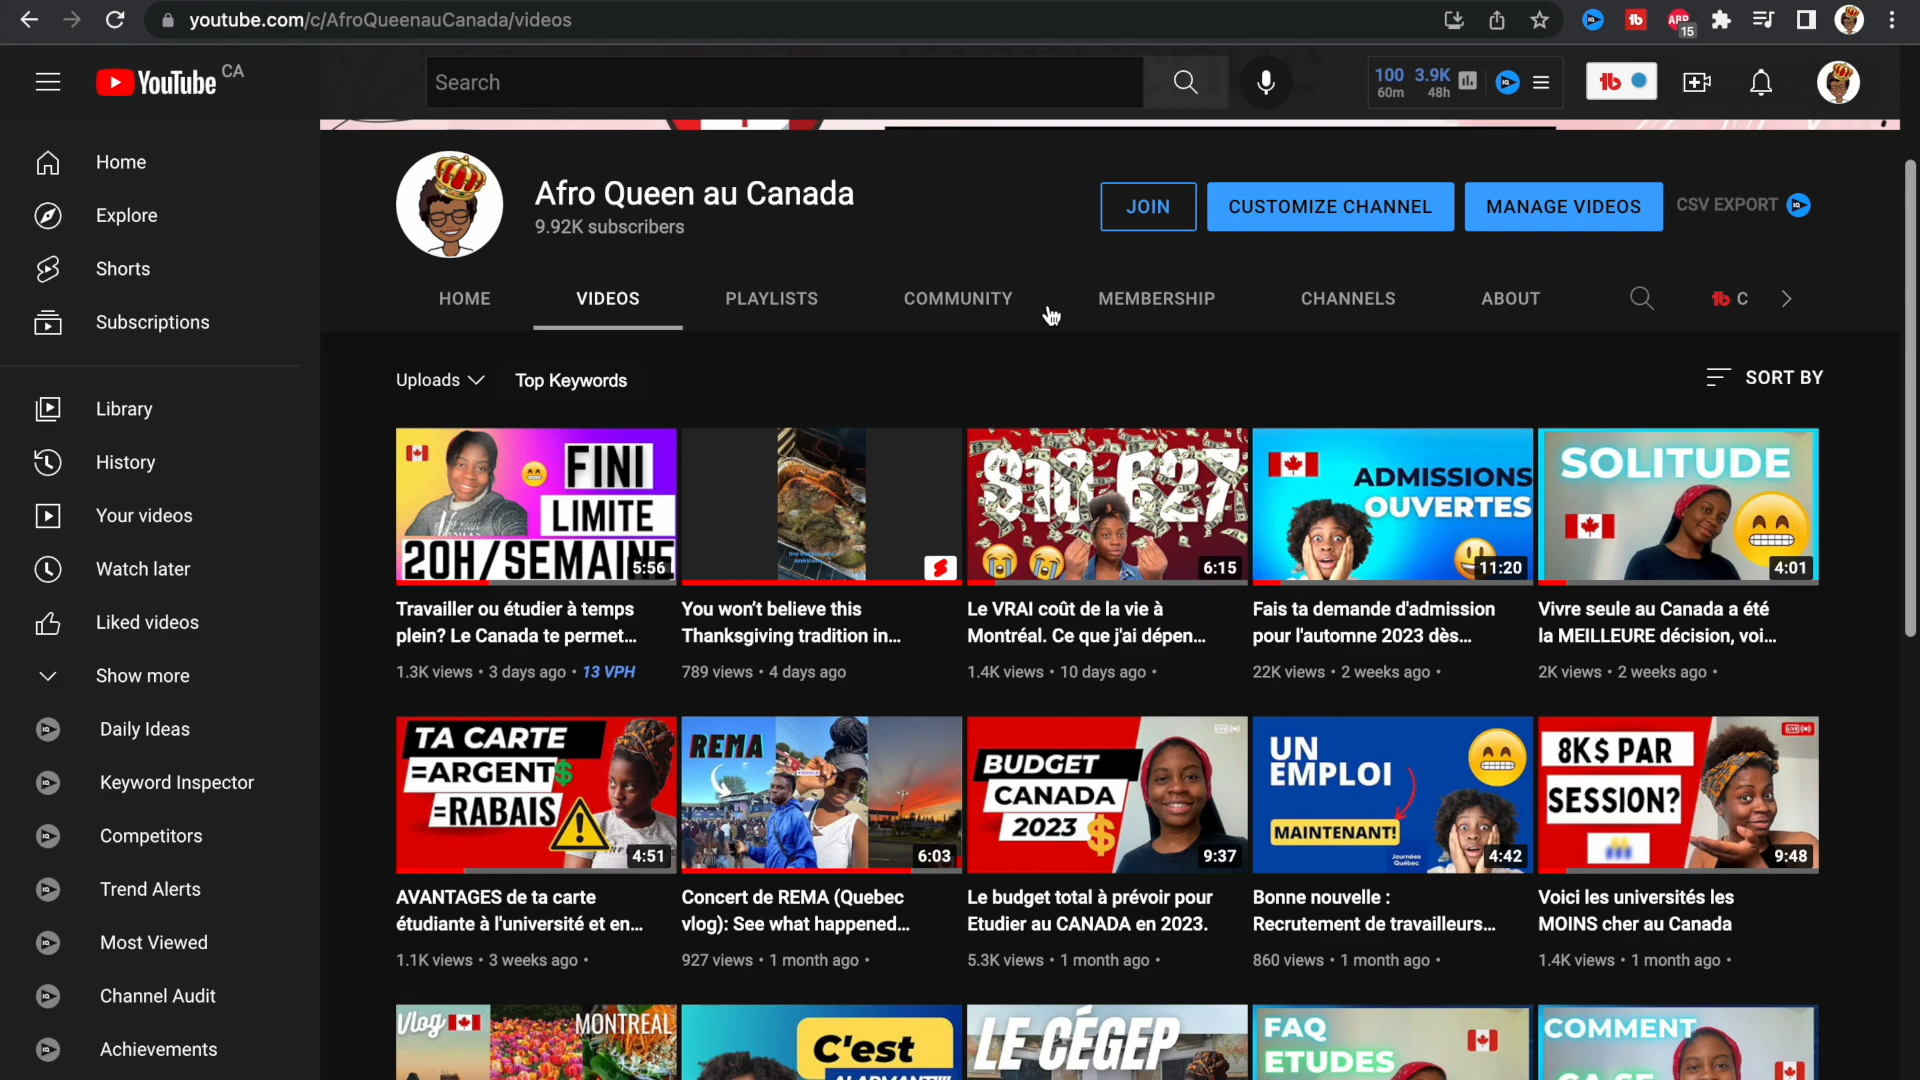 youtube.com/c/AfroQueenauCanada/videos
ABP
15
YouTube CA
Search
100 3.9K
60m 48h
Home
Explore
Shorts
Subscriptions
Library
History
Your videos
Watch later
Liked videos
Show more
Daily Ideas
Keyword Inspector
Competitors
Trend Alerts
Most Viewed
Channel Audit
Achievements
Afro Queen au Canada
9.92K subscribers
JOIN
CUSTOMIZE CHANNEL
MANAGE VIDEOS
CSV EXPORT
HOME
VIDEOS
PLAYLISTS
COMMUNITY
MEMBERSHIP
CHANNELS
ABOUT
C
Uploads
Top Keywords
SORT BY
FINI
LIMITE
20H/SEMAINE
5:56
Travailler ou étudier à temps
plein? Le Canada te permet...
1.3K views • 3 days ago • 13 VPH
You won't believe this
Thanksgiving tradition in...
789 views • 4 days ago
$10 627
6:15
Le VRAI coût de la vie à
Montréal. Ce que j'ai dépen...
1.4K views • 10 days ago •
ADMISSIONS
OUVERTES
11:20
Fais ta demande d'admission
pour l'automne 2023 dès...
22K views • 2 weeks ago •
SOLITUDE
4:01
Vivre seule au Canada a été
la MEILLEURE décision, voi...
2K views • 2 weeks ago •
TA CARTE
=ARGENT$
=RABAIS
4:51
AVANTAGES de ta carte
étudiante à l'université et en...
1.1K views • 3 weeks ago •
REMA
6:03
Concert de REMA (Quebec
vlog): See what happened...
927 views • 1 month ago •
BUDGET
CANADA
2023
LIVE
9:37
Le budget total à prévoir pour
Etudier au CANADA en 2023.
5.3K views • 1 month ago •
UN
EMPLOI
MAINTENANT!
Journées
Québec
4:42
Bonne nouvelle :
Recrutement de travailleurs...
860 views • 1 month ago •
8K$ PAR
SESSION?
LIVE
9:48
Voici les universités les
MOINS cher au Canada
1.4K views • 1 month ago •
Vlog
MONTREAL
C'est
ALARMANT!!!
LE CÉGEP
FAQ
ETUDES
COMMENT